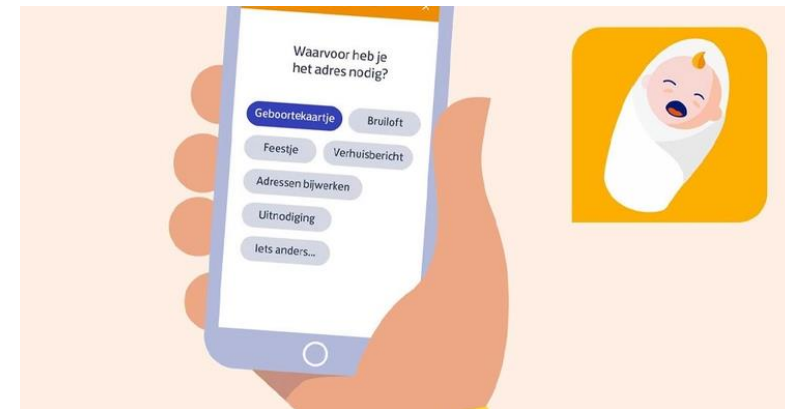 Waarvoor heb je
het adres nodig?
Geboortekaartje Bruiloft
Feestje Verhuisbericht
Adressen bijwerken
Uitnodiging
Iets anders...